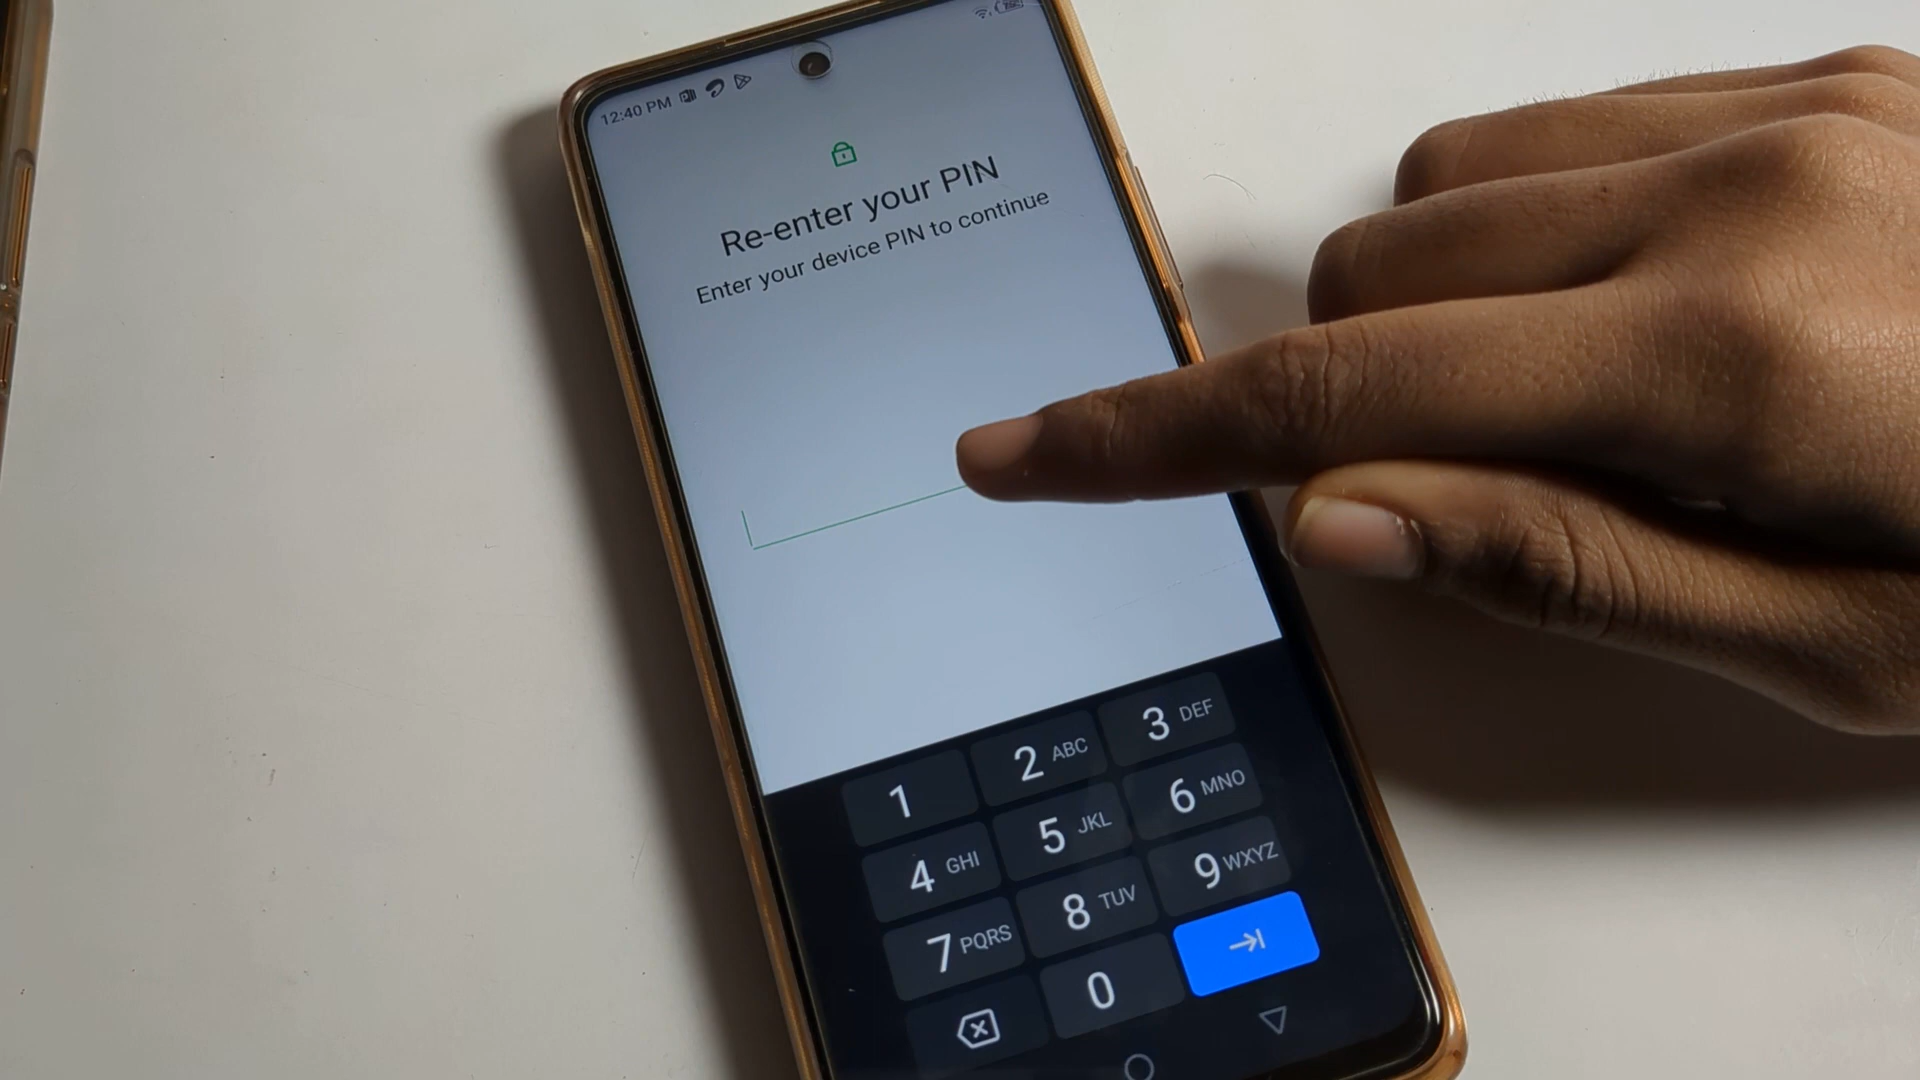 12:40 PM
Re-enter your PIN
Enter your device PIN to continue
1
2 ABC
3 DEF
4 GHI
5 JKL
6 MNO
7 PQRS
8 TUV
9 WXYZ
0